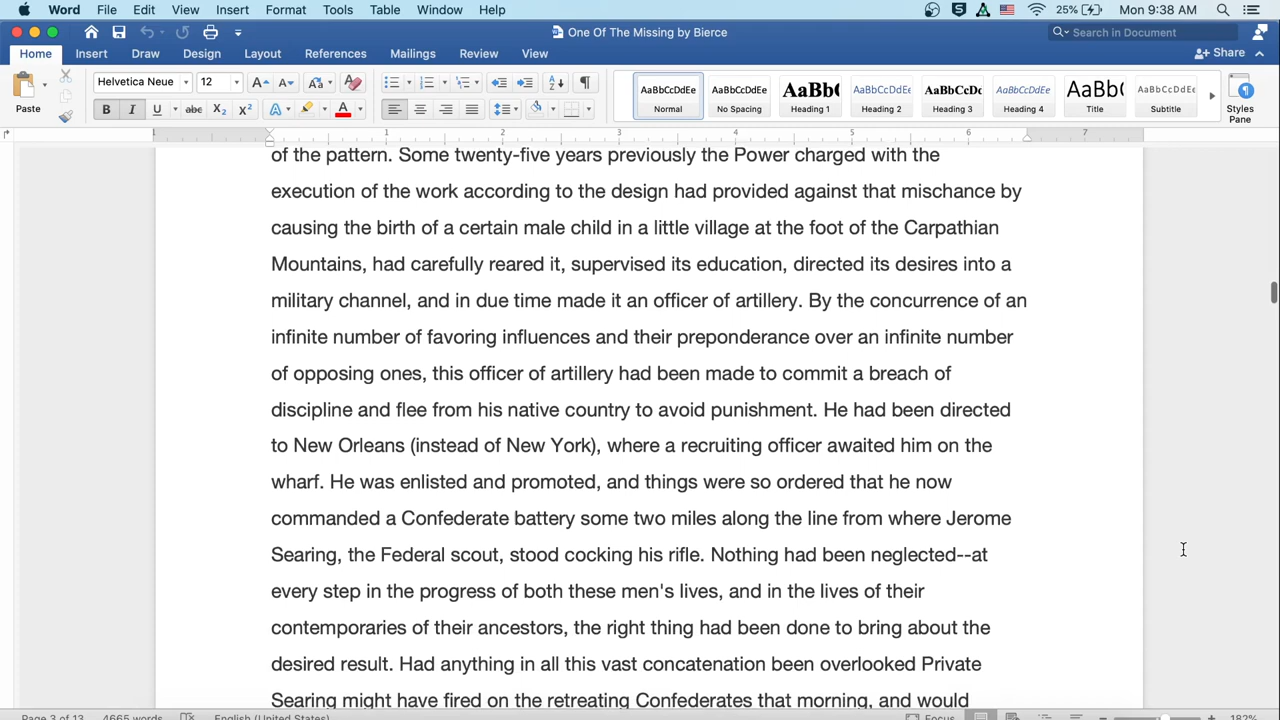 Word File Edit View Insert Format Tools Table Window Help 25% Mon 9:38 AM
One Of The Missing by Bierce Search in Document
Home Insert Draw Design Layout References Mailings Review View Share
Paste Helvetica Neue 12 AaBbCcDdEe AaBbCcDdEe AaBb( AaBbCcDdE AaBbCcDc AaBbCcDdEe AaBb( AaBbCcDdEe
Normal No Spacing Heading 1 Heading 2 Heading 3 Heading 4 Title Subtitle Styles Pane
1 1 2 3 4 5 6 7
of the pattern. Some twenty-five years previously the Power charged with the
execution of the work according to the design had provided against that mischance by
causing the birth of a certain male child in a little village at the foot of the Carpathian
Mountains, had carefully reared it, supervised its education, directed its desires into a
military channel, and in due time made it an officer of artillery. By the concurrence of an
infinite number of favoring influences and their preponderance over an infinite number
of opposing ones, this officer of artillery had been made to commit a breach of
discipline and flee from his native country to avoid punishment. He had been directed
to New Orleans (instead of New York), where a recruiting officer awaited him on the
wharf. He was enlisted and promoted, and things were so ordered that he now
commanded a Confederate battery some two miles along the line from where Jerome
Searing, the Federal scout, stood cocking his rifle. Nothing had been neglected--at
every step in the progress of both these men's lives, and in the lives of their
contemporaries of their ancestors, the right thing had been done to bring about the
desired result. Had anything in all this vast concatenation been overlooked Private
Searing might have fired on the retreating Confederates that morning, and would
Page 3 of 13 4665 words English (United States) Focus 182%